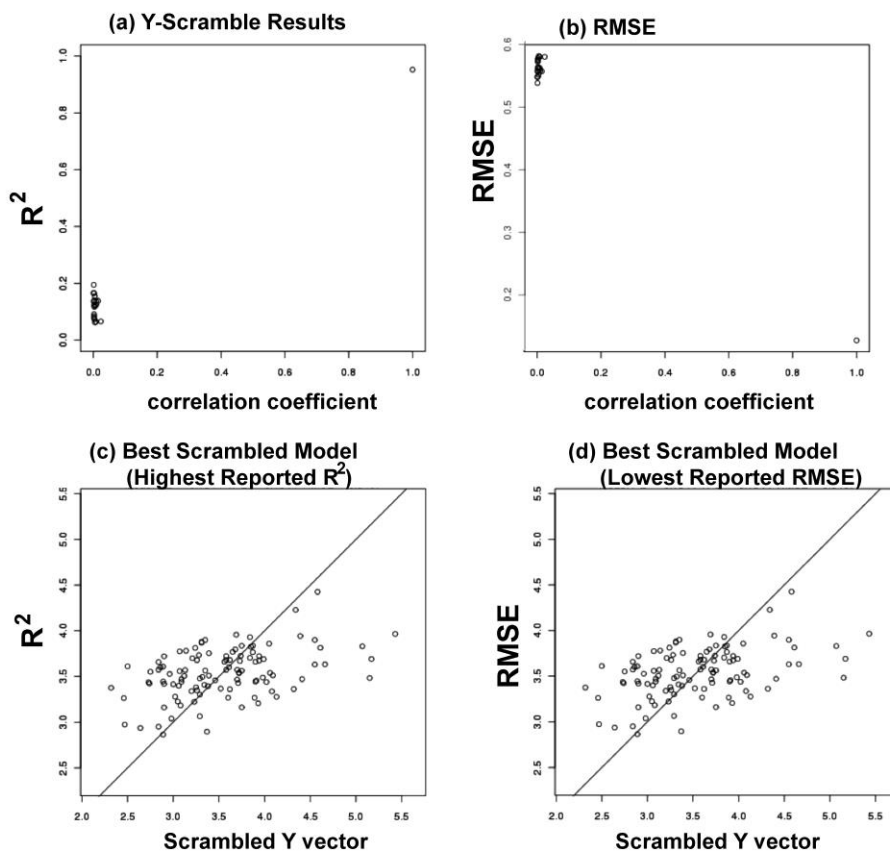 (a) Y-Scramble Results
R²
1.0
0.8
0.6
0.4
0.2
0.0
0.0 0.2 0.4 0.6 0.8 1.0
correlation coefficient
(b) RMSE
RMSE
0.6
0.5
0.4
0.3
0.2
0.0 0.2 0.4 0.6 0.8 1.0
correlation coefficient
(c) Best Scrambled Model
(Highest Reported R²)
R²
5.5
5.0
4.5
4.0
3.5
3.0
2.5
2.0 2.5 3.0 3.5 4.0 4.5 5.0 5.5
Scrambled Y vector
(d) Best Scrambled Model
(Lowest Reported RMSE)
RMSE
5.5
5.0
4.5
4.0
3.5
3.0
2.5
2.0 2.5 3.0 3.5 4.0 4.5 5.0 5.5
Scrambled Y vector